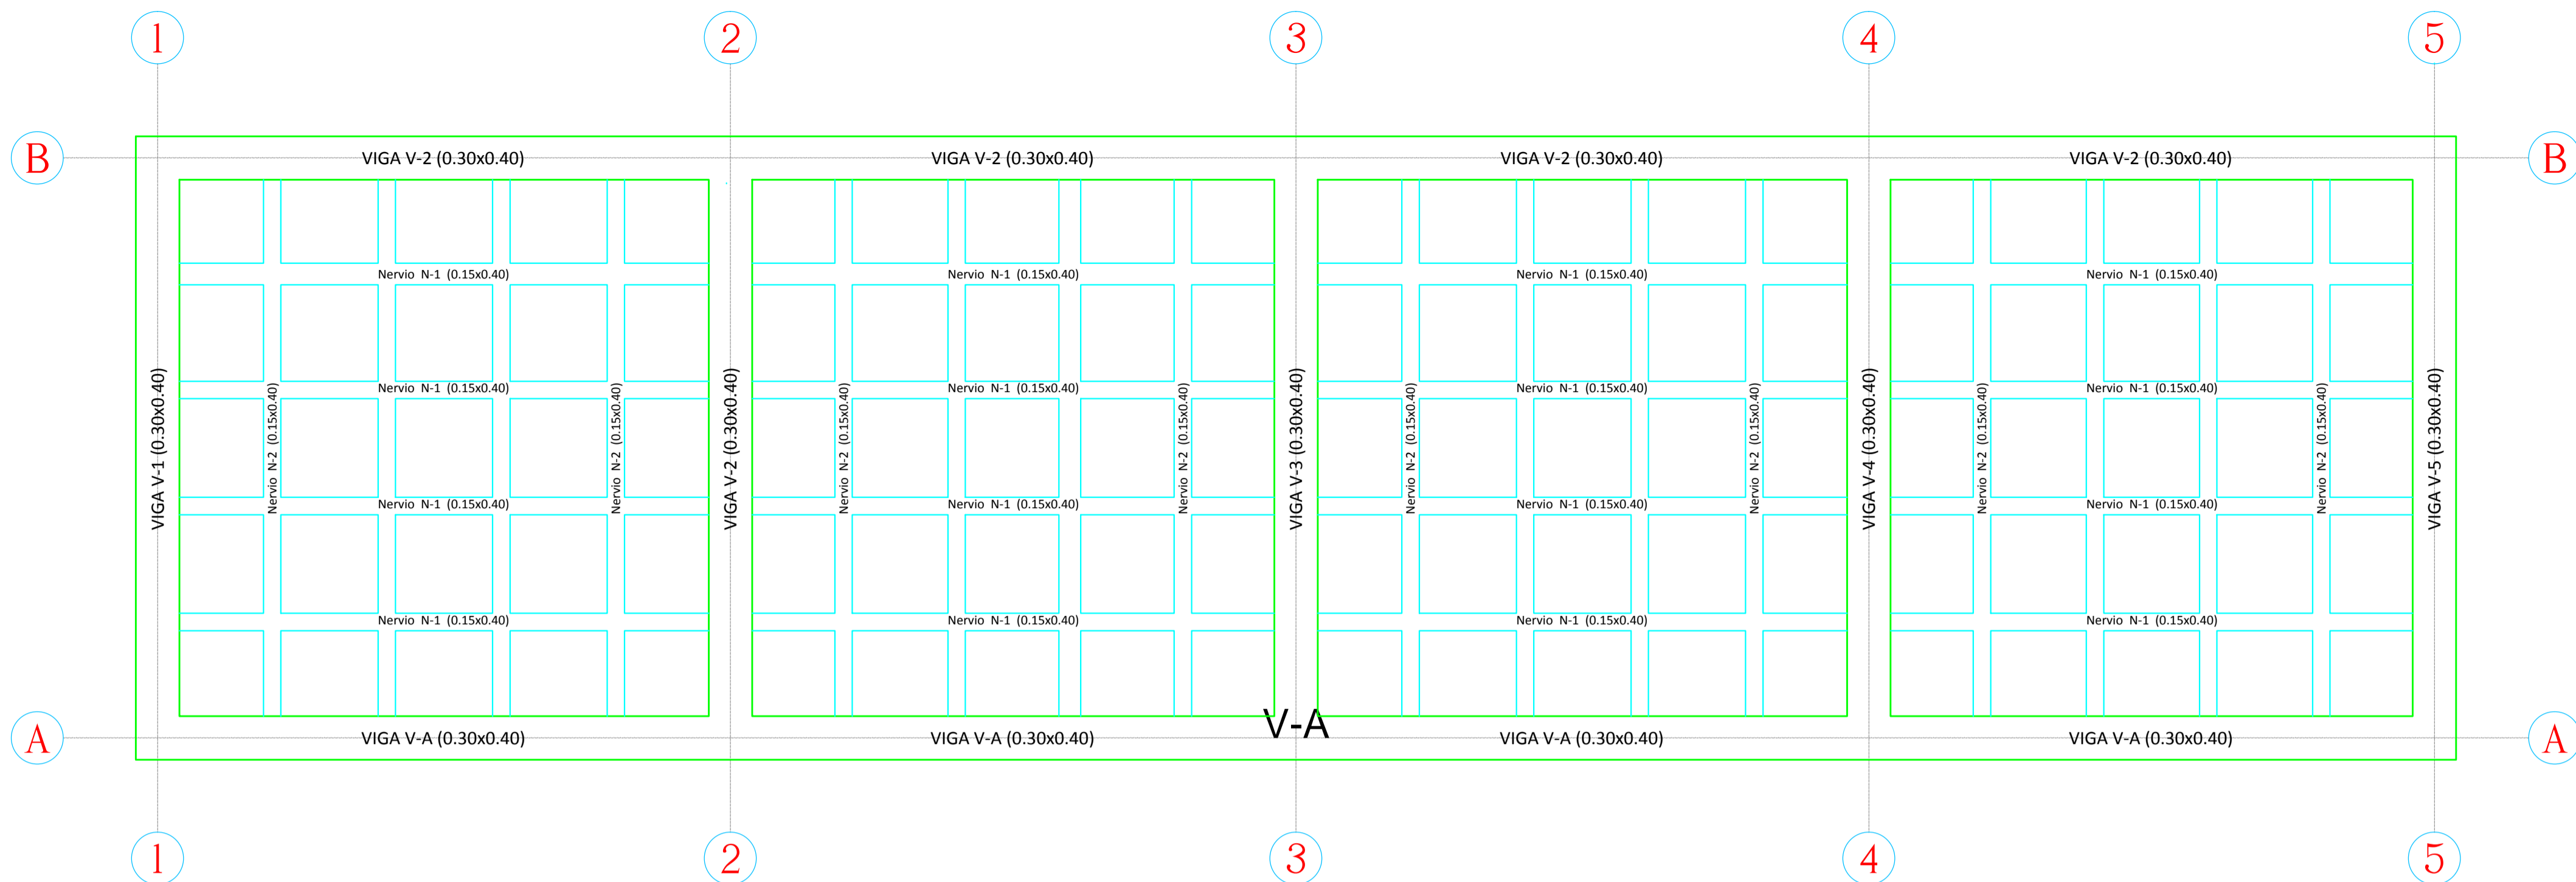 1 2 3 4 5
B VIGA V-2 (0.30x0.40) VIGA V-2 (0.30x0.40) VIGA V-2 (0.30x0.40) VIGA V-2 (0.30x0.40) B
Nervio N-1 (0.15x0.40) Nervio N-1 (0.15x0.40) Nervio N-1 (0.15x0.40) Nervio N-1 (0.15x0.40)
Nervio N-1 (0.15x0.40) Nervio N-1 (0.15x0.40) Nervio N-1 (0.15x0.40) Nervio N-1 (0.15x0.40)
VIGA V-1 (0.30x0.40)
Nervio N-2 (0.15x0.40)
Nervio N-2 (0.15x0.40)
VIGA V-2 (0.30x0.40)
Nervio N-2 (0.15x0.40)
Nervio N-2 (0.15x0.40)
VIGA V-3 (0.30x0.40)
Nervio N-2 (0.15x0.40)
Nervio N-2 (0.15x0.40)
VIGA V-4 (0.30x0.40)
Nervio N-2 (0.15x0.40)
Nervio N-2 (0.15x0.40)
VIGA V-5 (0.30x0.40)
Nervio N-1 (0.15x0.40) Nervio N-1 (0.15x0.40) Nervio N-1 (0.15x0.40) Nervio N-1 (0.15x0.40)
Nervio N-1 (0.15x0.40) Nervio N-1 (0.15x0.40) Nervio N-1 (0.15x0.40) Nervio N-1 (0.15x0.40)
V-A
A VIGA V-A (0.30x0.40) VIGA V-A (0.30x0.40) VIGA V-A (0.30x0.40) VIGA V-A (0.30x0.40) A
1 2 3 4 5